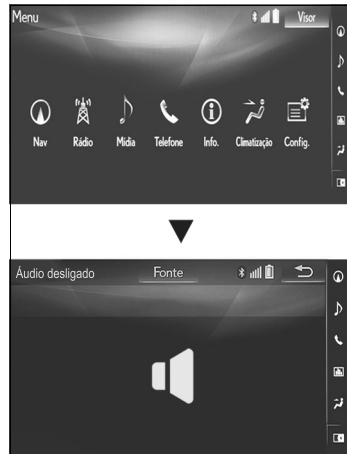 Menu
Visor
Nav Rádio Mídia Telefone Info. Climatização Config.
Áudio desligado
Fonte